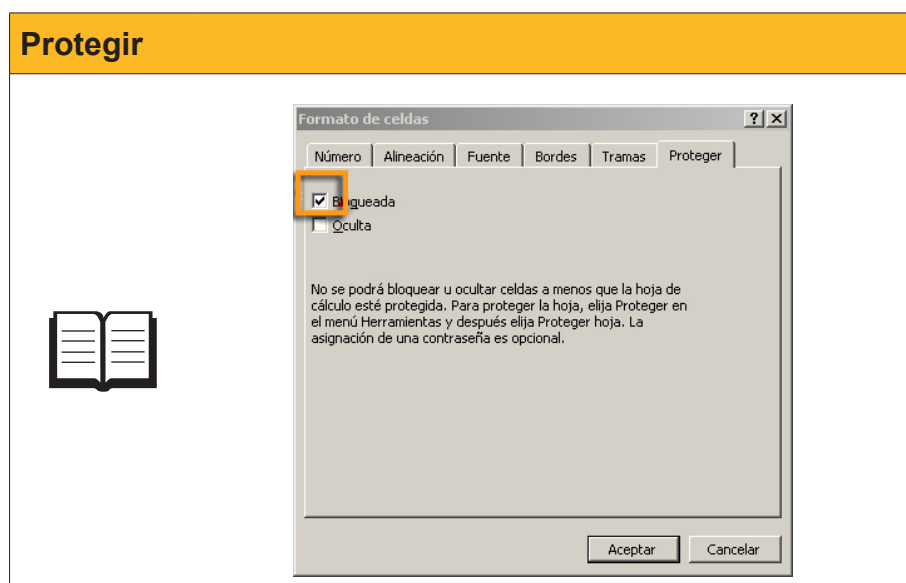 Protegir
Formato de celdas
Número Alineación Fuente Bordes Tramas Proteger
Bloqueada
Oculta
No se podrá bloquear u ocultar celdas a menos que la hoja de
cálculo esté protegida. Para proteger la hoja, elija Proteger en
el menú Herramientas y después elija Proteger hoja. La
asignación de una contraseña es opcional.
Aceptar Cancelar